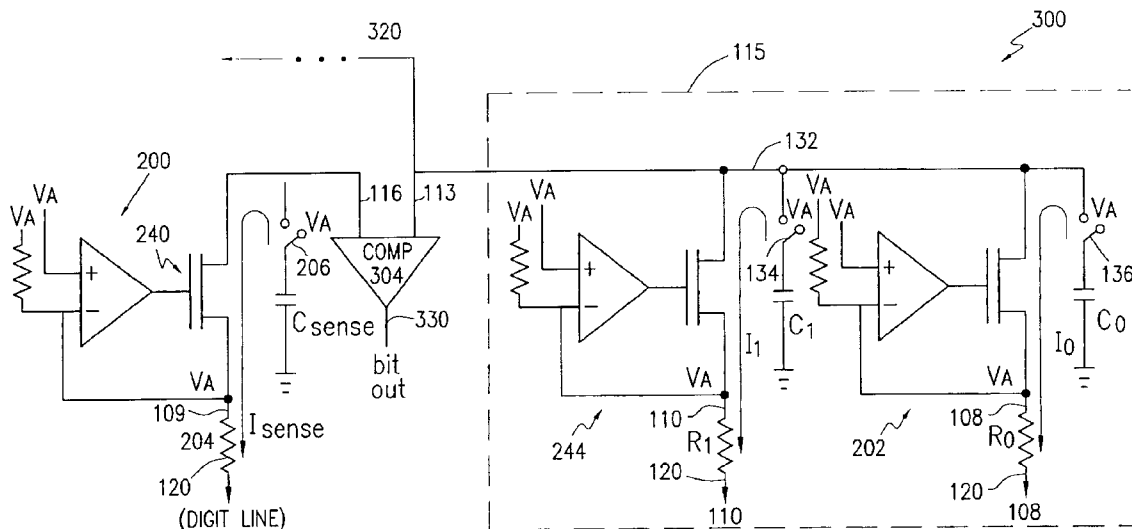 320
300
115
132
200
116
113
VA
VA
VA
VA
VA
VA
VA
VA
240
206
COMP
304
134
136
+
−
+
−
+
−
Csense
C1
C0
330
I1
I0
bit
out
VA
VA
VA
109
110
108
Isense
204
244
R1
202
R0
120
120
120
(DIGIT LINE)
110
108